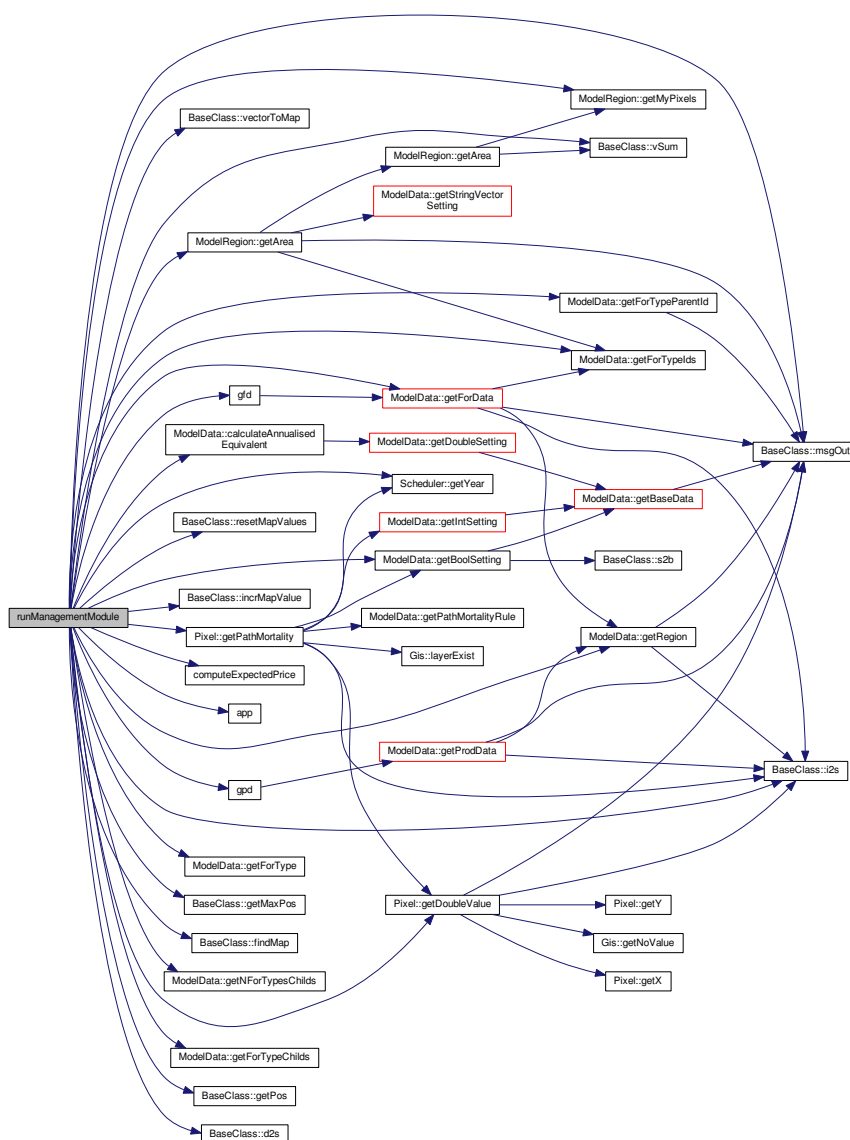 ModelRegion::getMyPixels
BaseClass::vectorToMap
BaseClass::vSum
ModelRegion::getArea
ModelData::getStringVector
Setting
ModelRegion::getArea
ModelData::getForTypeParentId
ModelData::getForTypeIds
gfd
ModelData::getForData
ModelData::calculateAnnualised
Equivalent
ModelData::getDoubleSetting
BaseClass::msgOut
Scheduler::getYear
ModelData::getBaseData
BaseClass::resetMapValues
ModelData::getIntSetting
ModelData::getBoolSetting
BaseClass::s2b
BaseClass::incrMapValue
runManagementModule
ModelData::getPathMortalityRule
Pixel::getPathMortality
ModelData::getRegion
Gis::layerExist
computeExpectedPrice
app
ModelData::getProdData
BaseClass::i2s
gpd
ModelData::getForType
BaseClass::getMaxPos
Pixel::getDoubleValue
Pixel::getY
BaseClass::findMap
Gis::getNoValue
ModelData::getNForTypesChilds
Pixel::getX
ModelData::getForTypeChilds
BaseClass::getPos
BaseClass::d2s